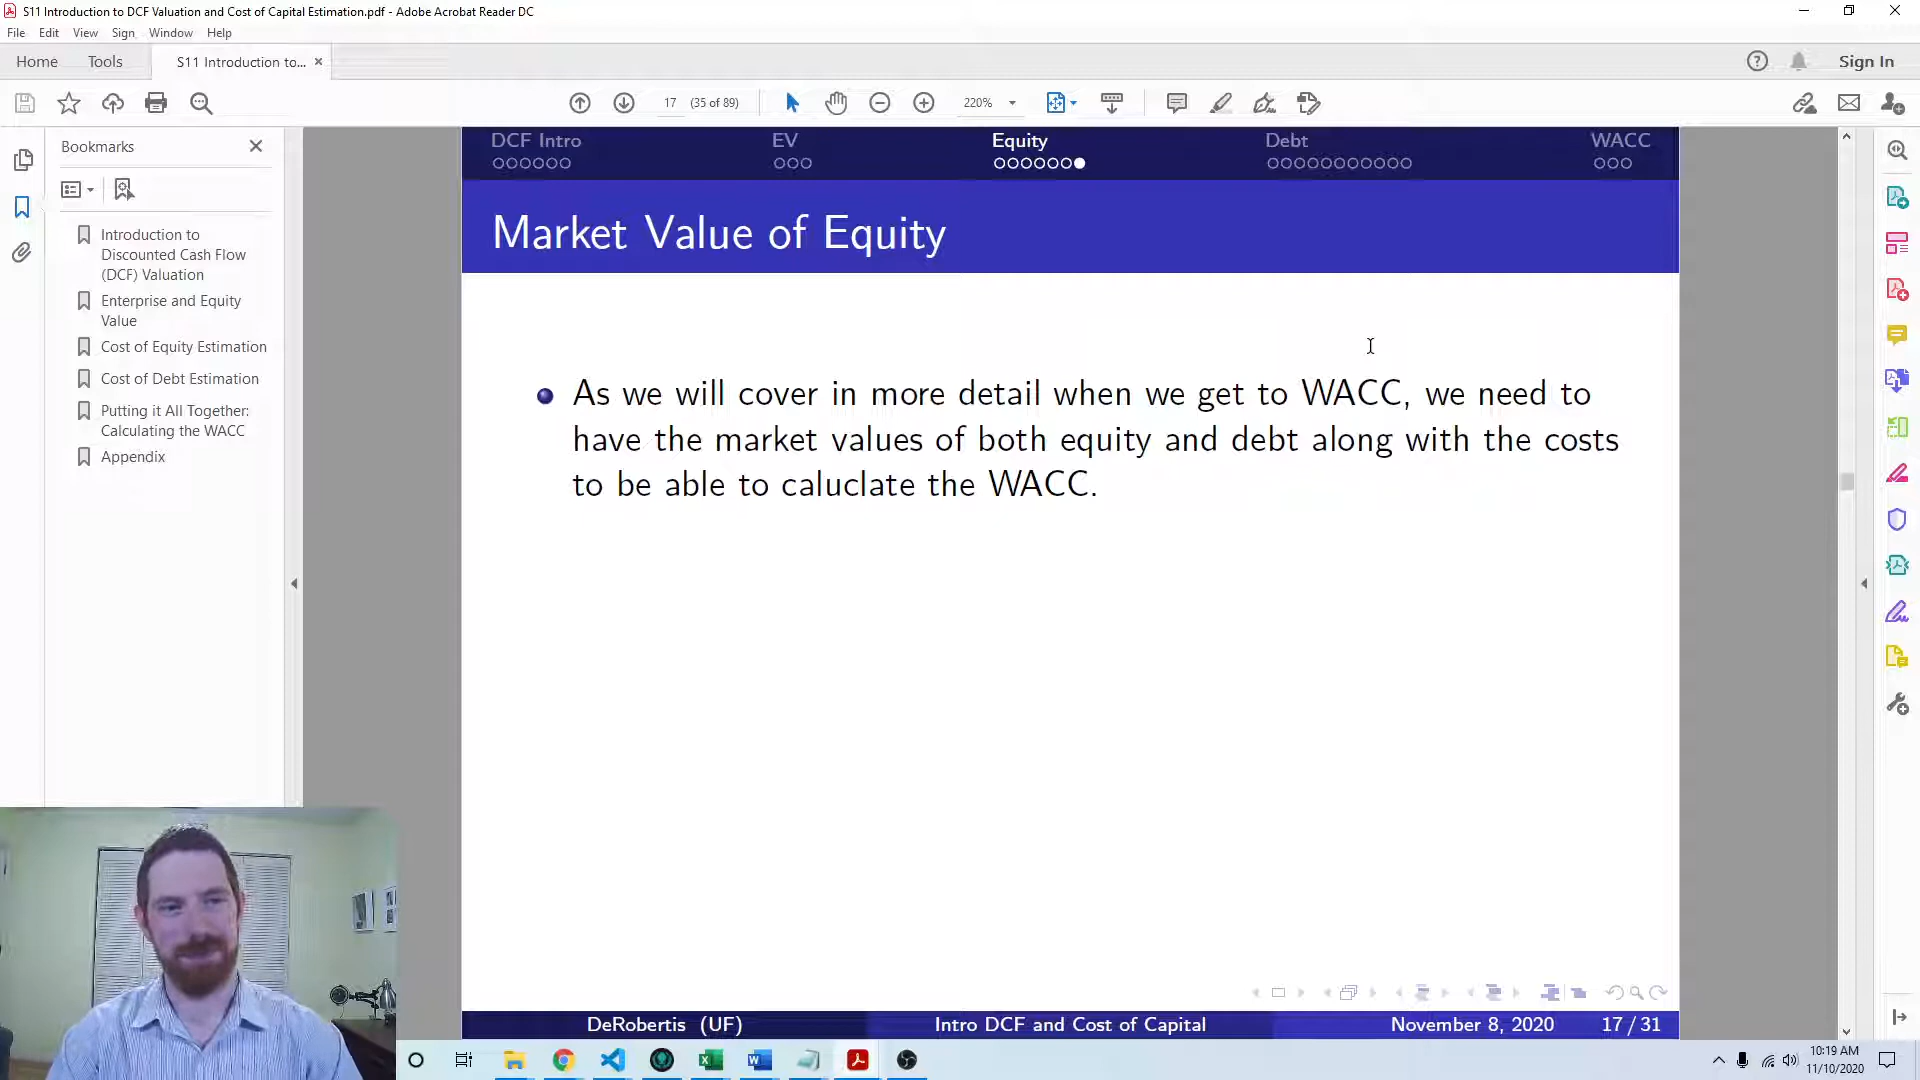 S11 Introduction to DCF Valuation and Cost of Capital Estimation.pdf - Adobe Acrobat Reader DC
File Edit View Sign Window Help
Home Tools S11 Introduction to... Sign In
17 (35 of 89) 220%
Bookmarks
Introduction to
Discounted Cash Flow
(DCF) Valuation
Enterprise and Equity
Value
Cost of Equity Estimation
Cost of Debt Estimation
Putting it All Together:
Calculating the WACC
Appendix
DCF Intro EV Equity Debt WACC
Market Value of Equity
As we will cover in more detail when we get to WACC, we need to
have the market values of both equity and debt along with the costs
to be able to caluclate the WACC.
DeRobertis (UF) Intro DCF and Cost of Capital November 8, 2020 17 / 31
10:19 AM
11/10/2020